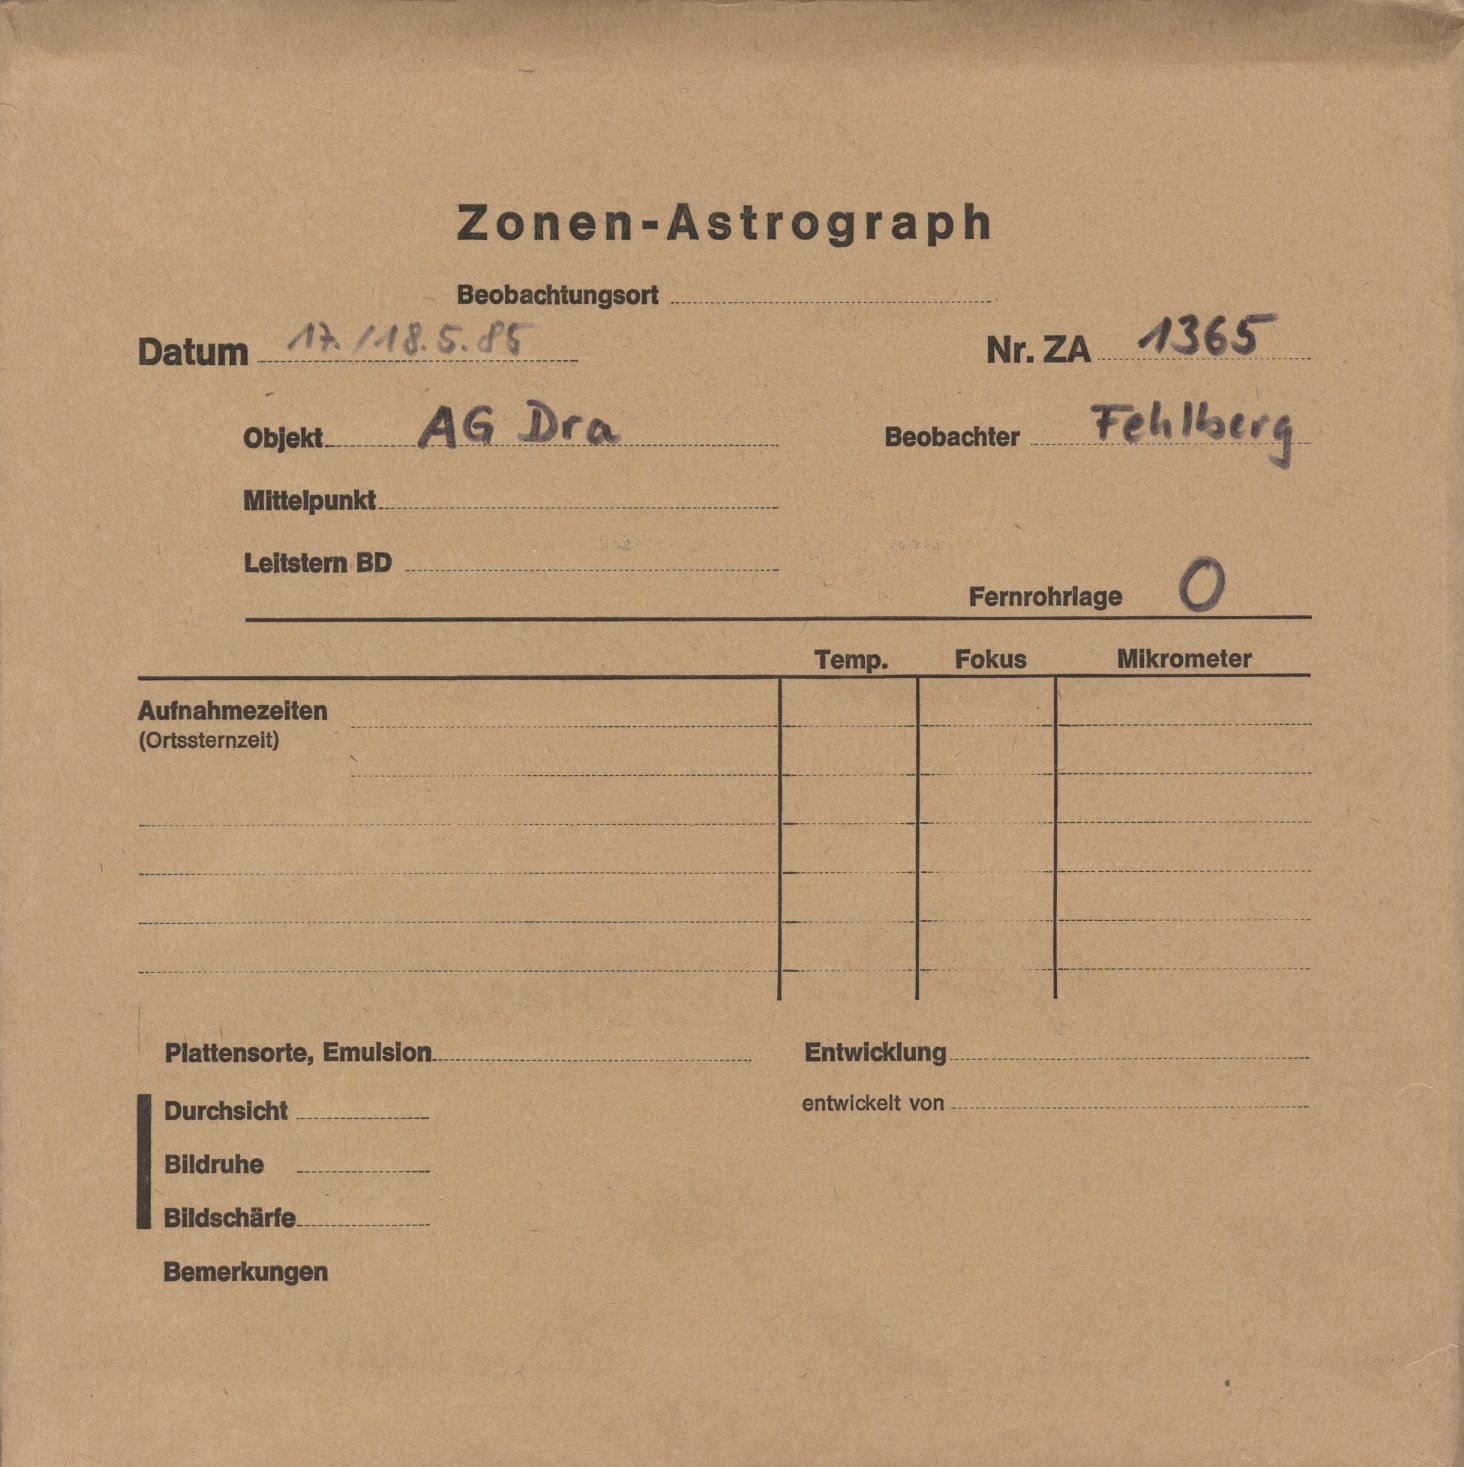 Zonen-Astrograph
Beobachtungsort
Datum 17./18.5.85 Nr. ZA 1365
Objekt AG Dra Beobachter Fehlberg
Mittelpunkt
Leitstern BD
Fernrohrlage O
Temp. Fokus Mikrometer
Aufnahmezeiten
(Ortssternzeit)
Plattensorte, Emulsion Entwicklung
Durchsicht entwickelt von
Bildruhe
Bildschärfe
Bemerkungen